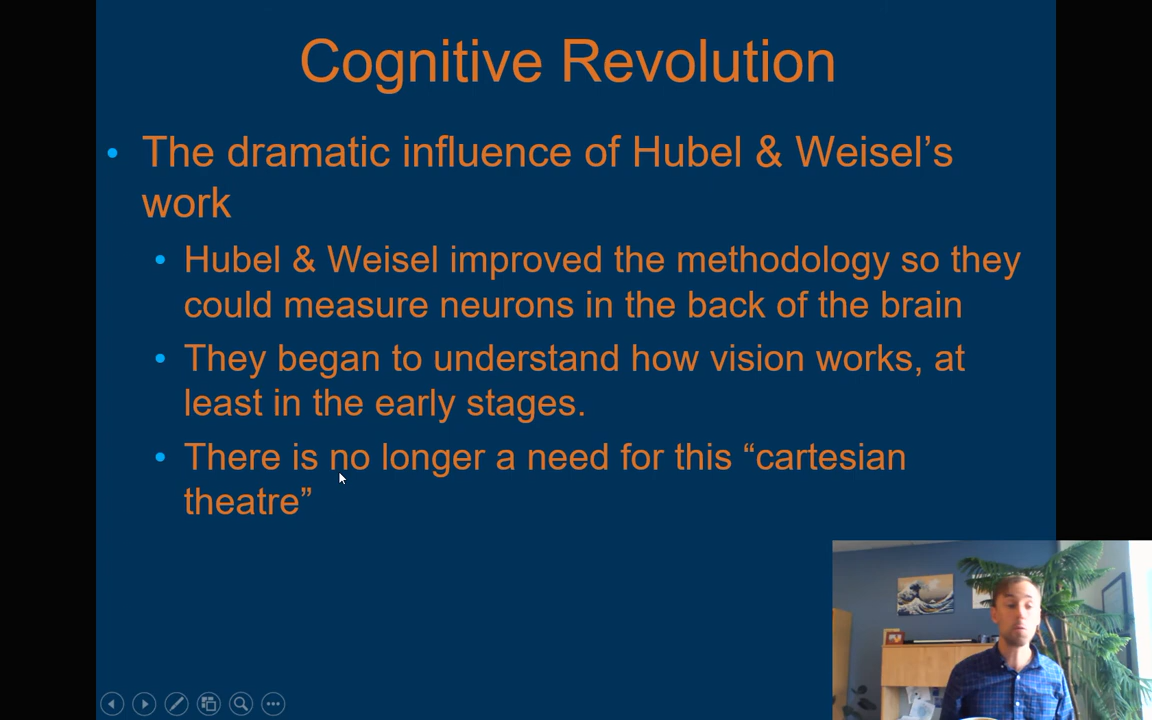 Cognitive Revolution
• The dramatic influence of Hubel & Weisel’s
work
• Hubel & Weisel improved the methodology so they
could measure neurons in the back of the brain
• They began to understand how vision works, at
least in the early stages.
• There is no longer a need for this “cartesian
theatre”